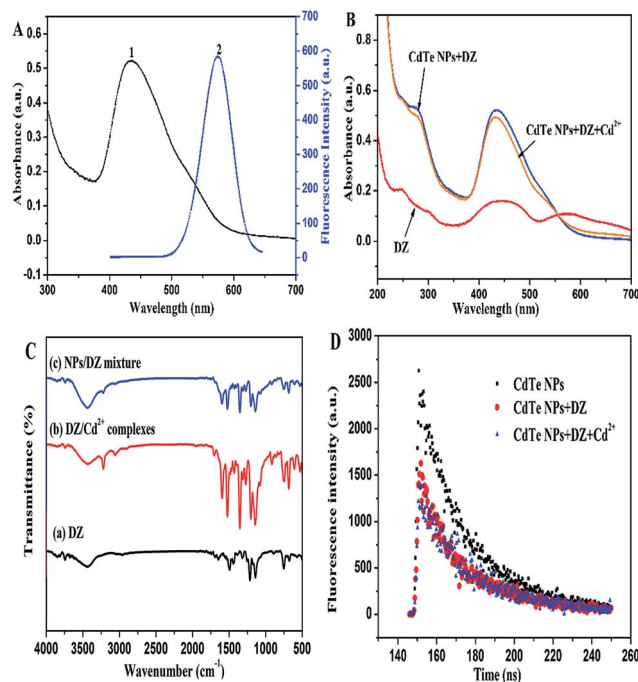 A
1
2
Absorbance (a.u.)
0.6
0.5
0.4
0.3
0.2
0.1
0.0
-0.1
Fluorescence Intensity (a.u.)
700
600
500
400
300
200
100
0
300 400 500 600 700
Wavelength (nm)
B
CdTe NPs+DZ
CdTe NPs+DZ+Cd²⁺
DZ
Absorbance (a.u.)
0.8
0.6
0.4
0.2
0.0
200 300 400 500 600 700
Wavelength (nm)
C
(c) NPs/DZ mixture
(b) DZ/Cd²⁺ complexes
(a) DZ
Transmittance (%)
4000 3500 3000 2500 2000 1500 1000 500
Wavenumber (cm⁻¹)
D
CdTe NPs
CdTe NPs+DZ
CdTe NPs+DZ+Cd²⁺
Fluorescence intensity (a.u.)
3000
2500
2000
1500
1000
500
0
140 160 180 200 220 240 260
Time (ns)